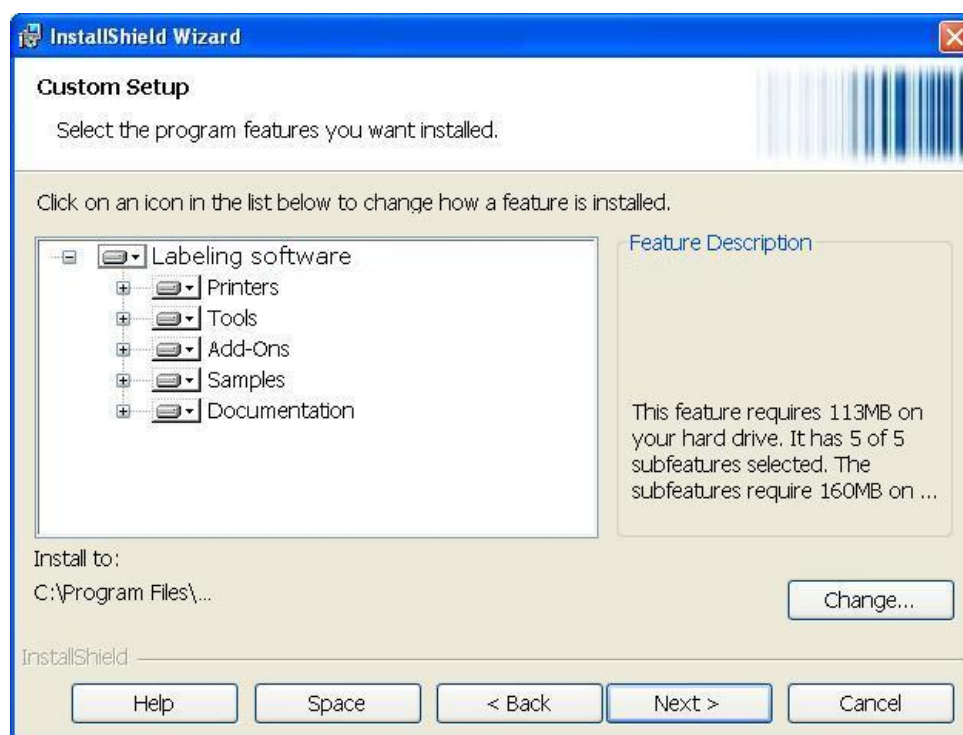 InstallShield Wizard
Custom Setup
Select the program features you want installed.
Click on an icon in the list below to change how a feature is installed.
Labeling software
Printers
Tools
Add-Ons
Samples
Documentation
Feature Description
This feature requires 113MB on
your hard drive. It has 5 of 5
subfeatures selected. The
subfeatures require 160MB on ...
Install to:
C:\Program Files\...
Change...
InstallShield
Help
Space
< Back
Next >
Cancel